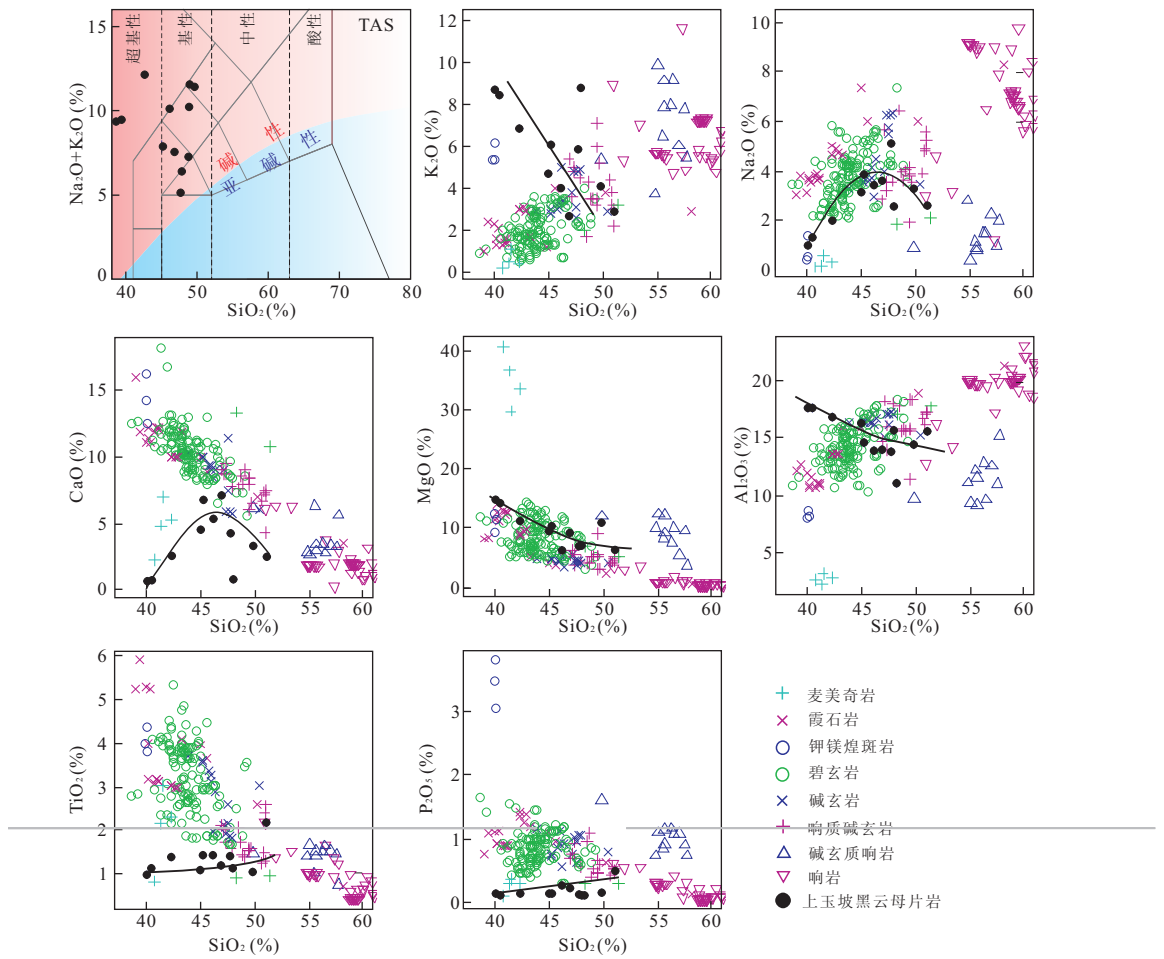 TAS
超基性
基性
中性
酸性
碱性
亚碱性
Na₂O+K₂O (%)
15
10
5
0
40
50
60
70
80
SiO₂(%)
K₂O (%)
12
10
8
6
4
2
0
40
45
50
55
60
SiO₂(%)
Na₂O (%)
10
8
6
4
2
0
40
45
50
55
60
SiO₂(%)
CaO (%)
15
10
5
0
40
45
50
55
60
SiO₂(%)
MgO (%)
40
30
20
10
0
40
45
50
55
60
SiO₂(%)
Al₂O₃(%)
20
15
10
5
40
45
50
55
60
SiO₂(%)
TiO₂(%)
6
5
4
3
2
1
40
45
50
55
60
SiO₂(%)
P₂O₅(%)
3
2
1
0
40
45
50
55
60
SiO₂(%)
麦美奇岩
霞石岩
钾镁煌斑岩
碧玄岩
碱玄岩
响质碱玄岩
碱玄质响岩
响岩
上玉坡黑云母片岩